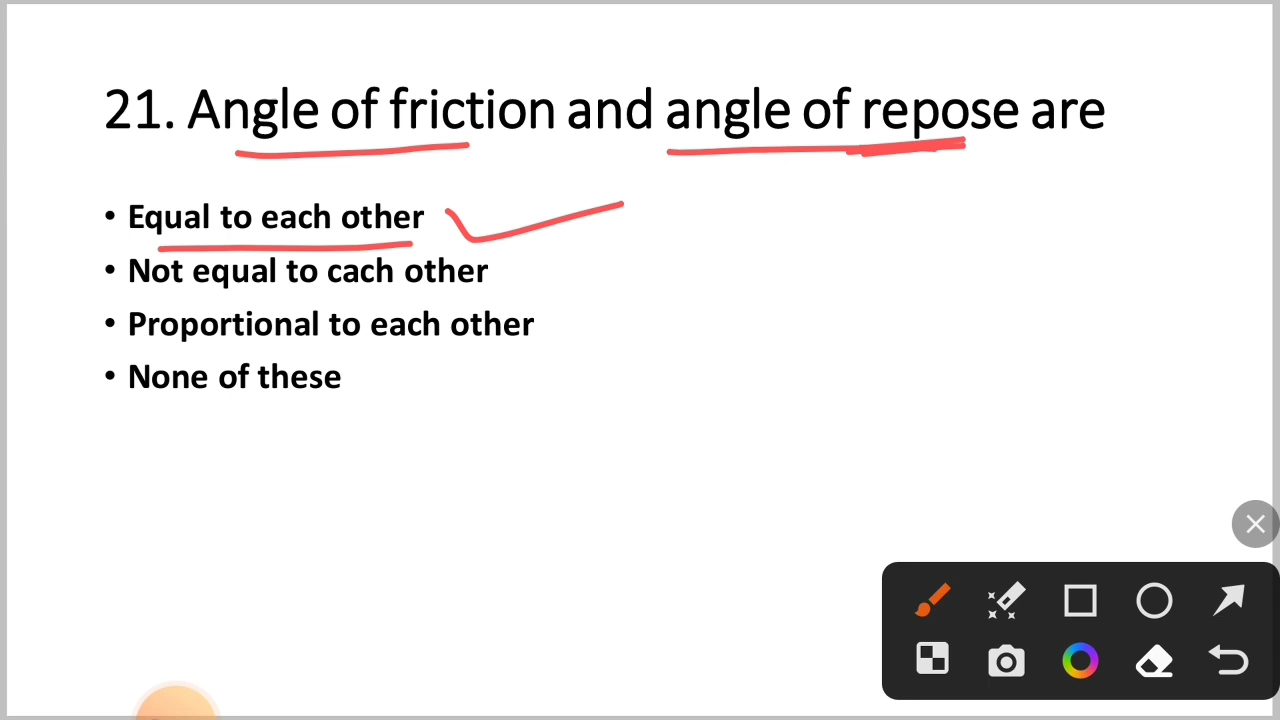 21. Angle of friction and angle of repose are
• Equal to each other
• Not equal to cach other
• Proportional to each other
• None of these